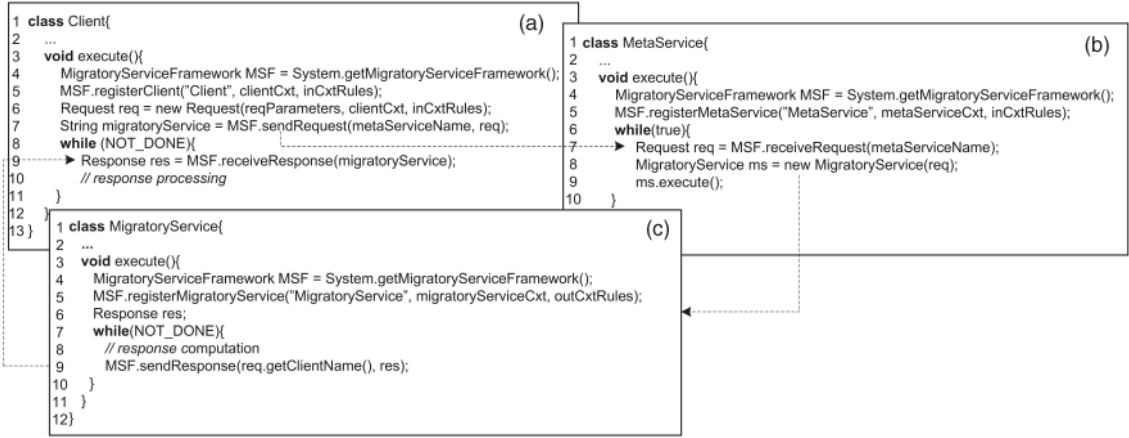 (a)
1 class Client{
2 ...
3 void execute(){
4 MigratoryServiceFramework MSF = System.getMigratoryServiceFramework();
5 MSF.registerClient("Client", clientCxt, inCxtRules);
6 Request req = new Request(reqParameters, clientCxt, inCxtRules);
7 String migratoryService = MSF.sendRequest(metaServiceName, req);
8 while (NOT_DONE){
9 Response res = MSF.receiveResponse(migratoryService);
10 // response processing
11 }
12 }
13 }
(b)
1 class MetaService{
2 ...
3 void execute(){
4 MigratoryServiceFramework MSF = System.getMigratoryServiceFramework();
5 MSF.registerMetaService("MetaService", metaServiceCxt, inCxtRules);
6 while(true){
7 Request req = MSF.receiveRequest(metaServiceName);
8 MigratoryService ms = new MigratoryService(req);
9 ms.execute();
10 }
(c)
1 class MigratoryService{
2 ...
3 void execute(){
4 MigratoryServiceFramework MSF = System.getMigratoryServiceFramework();
5 MSF.registerMigratoryService("MigratoryService", migratoryServiceCxt, outCxtRules);
6 Response res;
7 while(NOT_DONE){
8 // response computation
9 MSF.sendResponse(req.getClientName(), res);
10 }
11 }
12}